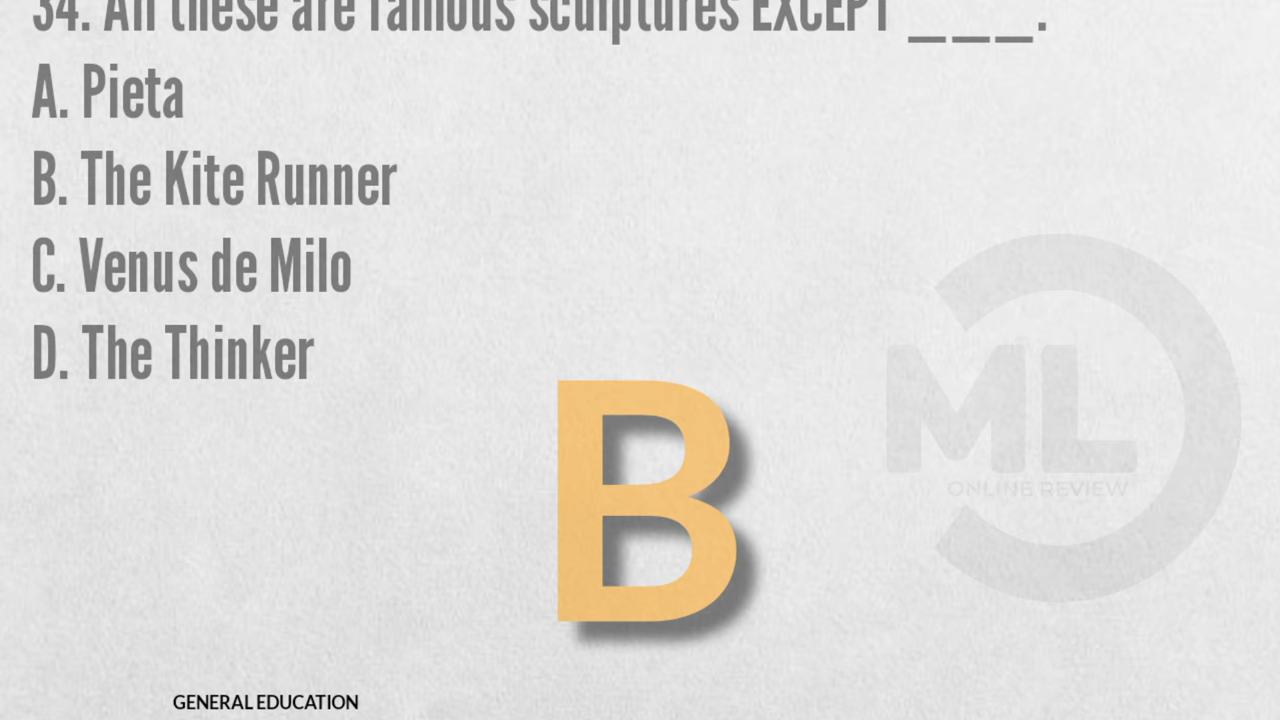 34. All these are famous sculptures EXCEPT ___.
A. Pieta
B. The Kite Runner
C. Venus de Milo
D. The Thinker
B
ML
ONLINE REVIEW
GENERAL EDUCATION